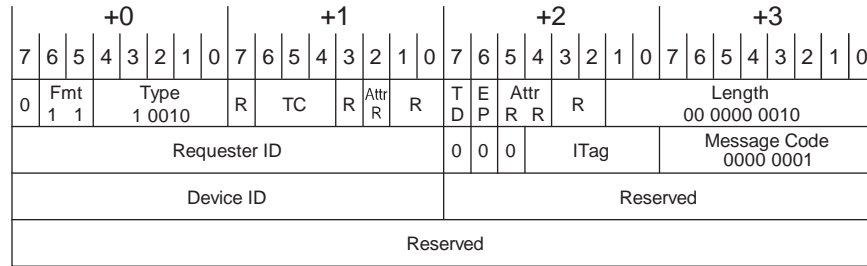 +0 +1 +2 +3
7 6 5 4 3 2 1 0 7 6 5 4 3 2 1 0 7 6 5 4 3 2 1 0 7 6 5 4 3 2 1 0
0 Fmt Type R TC R Attr R T E Attr R Length
1 1 1 0010 R D P R R 00 0000 0010
Requester ID 0 0 0 ITag Message Code
0000 0001
Device ID Reserved
Reserved